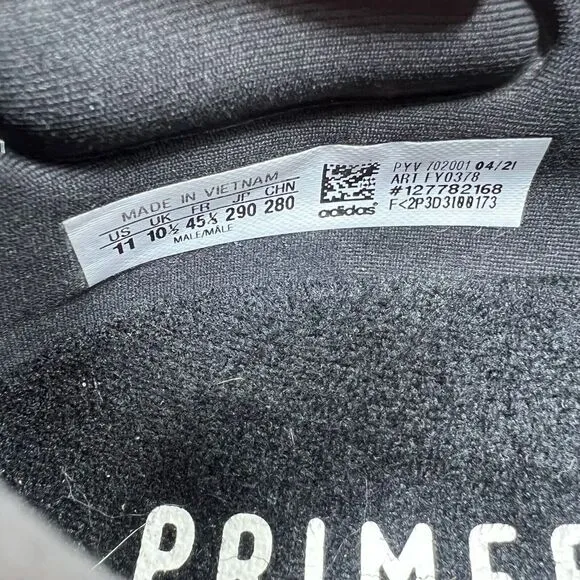 MADE IN VIETNAM
US UK FR JP CHN
11 10½ 45⅓ 290 280
MALE/MÂLE
adidas
PYV 702001 04/21
ART FY0378
#127782168
F<2P3D3I00173
PRIME